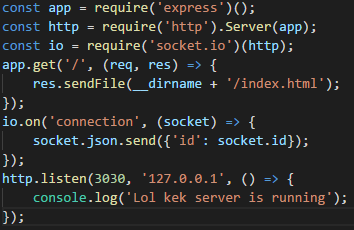 const app = require('express')();
const http = require('http').Server(app);
const io = require('socket.io')(http);
app.get('/', (req, res) => {
    res.sendFile(__dirname + '/index.html');
});
io.on('connection', (socket) => {
    socket.json.send({'id': socket.id});
});
http.listen(3030, '127.0.0.1', () => {
    console.log('Lol kek server is running');
});